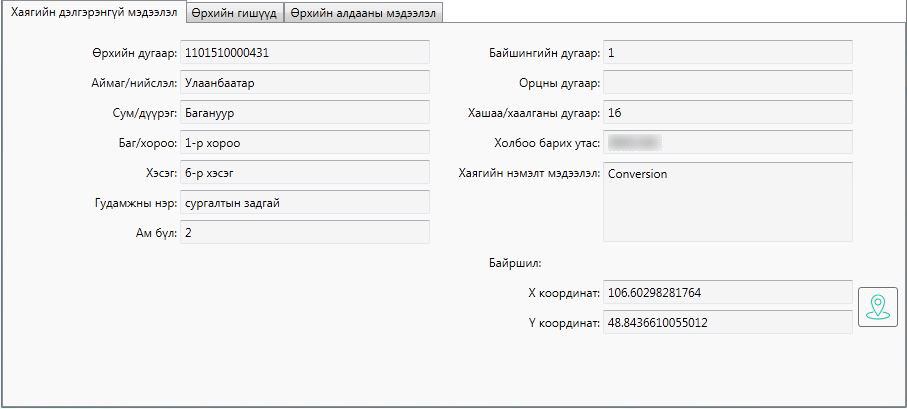 Хаягийн дэлгэрэнгүй мэдээлэл Өрхийн гишүүд Өрхийн алдааны мэдээлэл
Өрхийн дугаар: 1101510000431
Аймаг/нийслэл: Улаанбаатар
Сум/дүүрэг: Багануур
Баг/хороо: 1-р хороо
Хэсэг: 6-р хэсэг
Гудамжны нэр: сургалтын задгай
Ам бүл: 2
Байшингийн дугаар: 1
Орцны дугаар:
Хашаа/хаалганы дугаар: 16
Холбоо барих утас:
Хаягийн нэмэлт мэдээлэл: Conversion
Байршил:
X координат: 106.60298281764
Y координат: 48.8436610055012